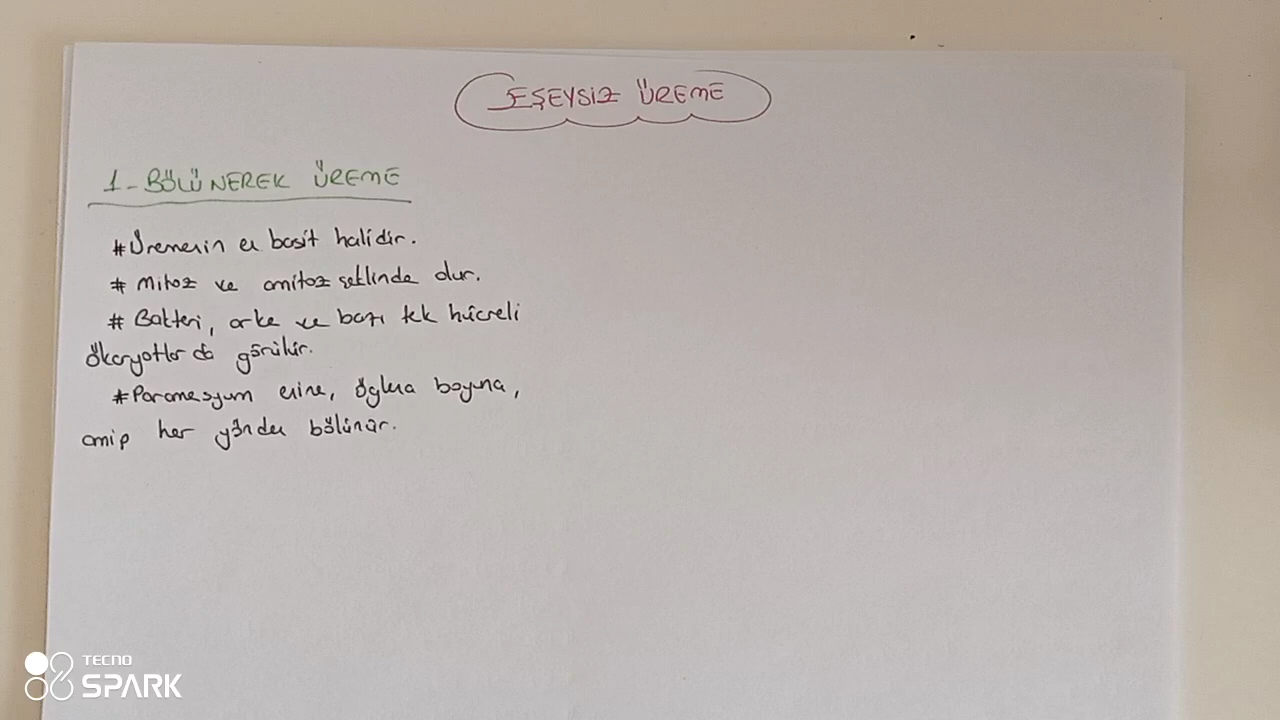 EŞEYSİZ ÜREME
1-BÖLÜNEREK ÜREME
#Üremenin en basit halidir.
# Mitoz ve amitoz şeklinde olur.
# Bakteri, arke ve bazı tek hücreli
ökaryotlarda görülür.
#Paramesyum enine, öglena boyuna,
amip her yönden bölünür.
TECNO
SPARK